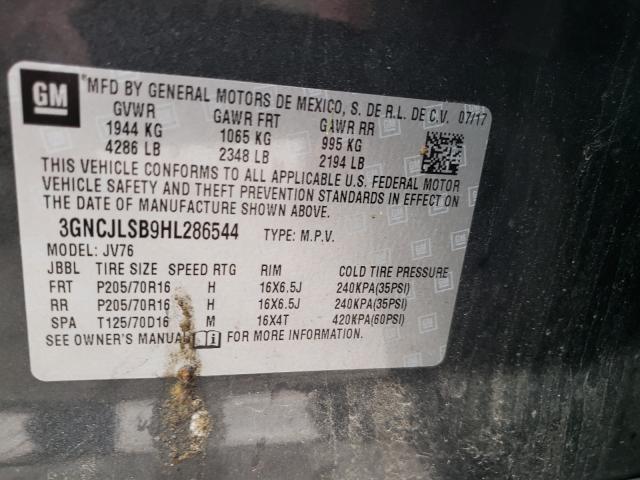 GM
*MFD BY GENERAL MOTORS DE MEXICO, S. DE R.L. DE C.V. 07/17
GVWR GAWR FRT GAWR RR
1944 KG 1065 KG 995 KG
4286 LB 2348 LB 2194 LB
THIS VEHICLE CONFORMS TO ALL APPLICABLE U.S. FEDERAL MOTOR
VEHICLE SAFETY AND THEFT PREVENTION STANDARDS IN EFFECT ON
THE DATE OF MANUFACTURE SHOWN ABOVE.
3GNCJLSB9HL286544 TYPE: M.P.V.
MODEL: JV76
JBBL TIRE SIZE SPEED RTG RIM COLD TIRE PRESSURE
FRT P205/70R16 H 16X6.5J 240KPA(35PSI)
RR P205/70R16 H 16X6.5J 240KPA(35PSI)
SPA T125/70D16 M 16X4T 420KPA(60PSI)
SEE OWNER'S MANUAL FOR MORE INFORMATION.